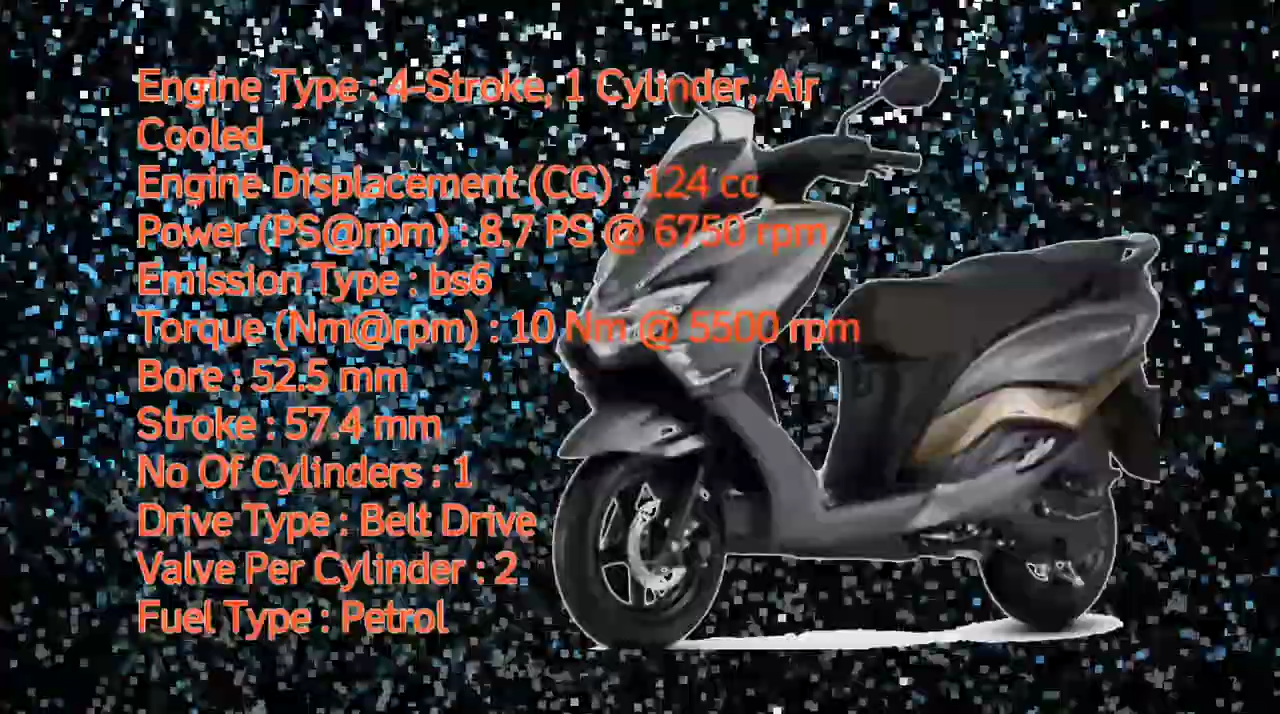 Engine Type : 4-Stroke, 1 Cylinder, Air
Cooled
Engine Displacement (CC) : 124 cc
Power (PS@rpm) : 8.7 PS @ 6750 rpm
Emission Type : bs6
Torque (Nm@rpm) : 10 Nm @ 5500 rpm
Bore : 52.5 mm
Stroke : 57.4 mm
No Of Cylinders : 1
Drive Type : Belt Drive
Valve Per Cylinder : 2
Fuel Type : Petrol